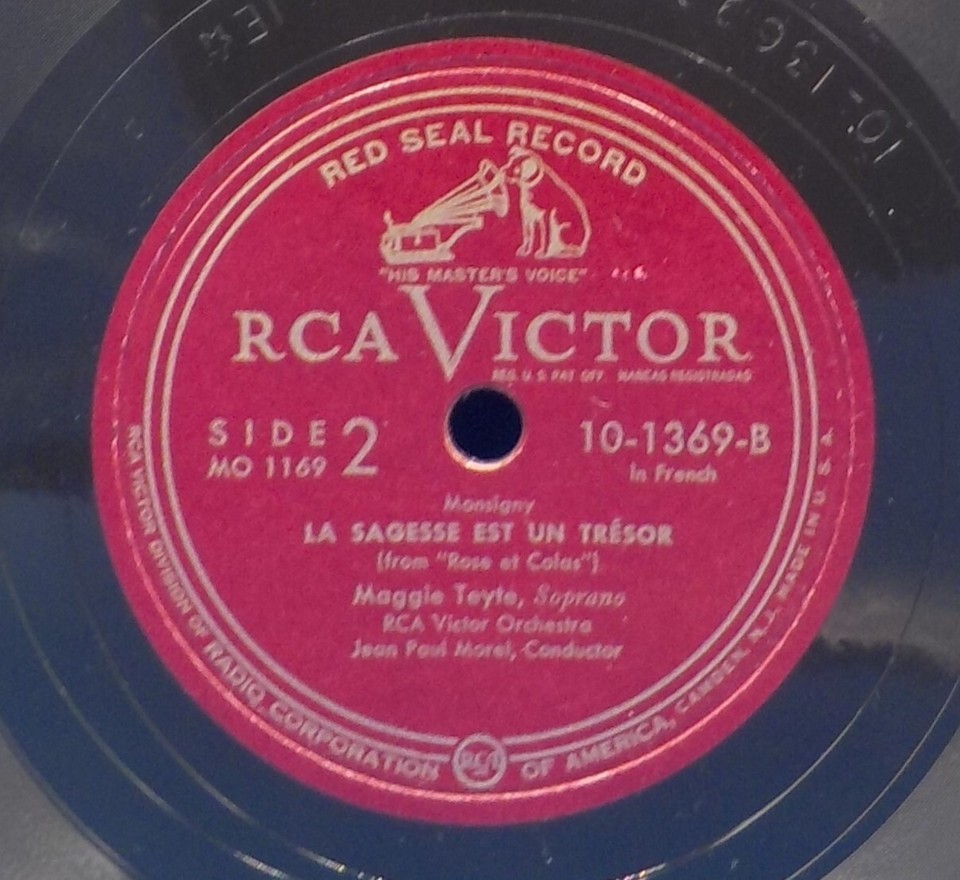 RED SEAL RECORD
"HIS MASTER'S VOICE"
RCA VICTOR
REG. U. S. PAT. OFF. MARCAS REGISTRADAS
SIDE 2
MO 1169
10-1369-B
In French
Monsigny
LA SAGESSE EST UN TRÉSOR
(from "Rose et Colas")
Maggie Teyte, Soprano
RCA Victor Orchestra
Jean Paul Morel, Conductor
RCA VICTOR DIVISION OF RADIO CORPORATION OF AMERICA, CAMDEN, N.J. MADE IN U. S. A.
RCA